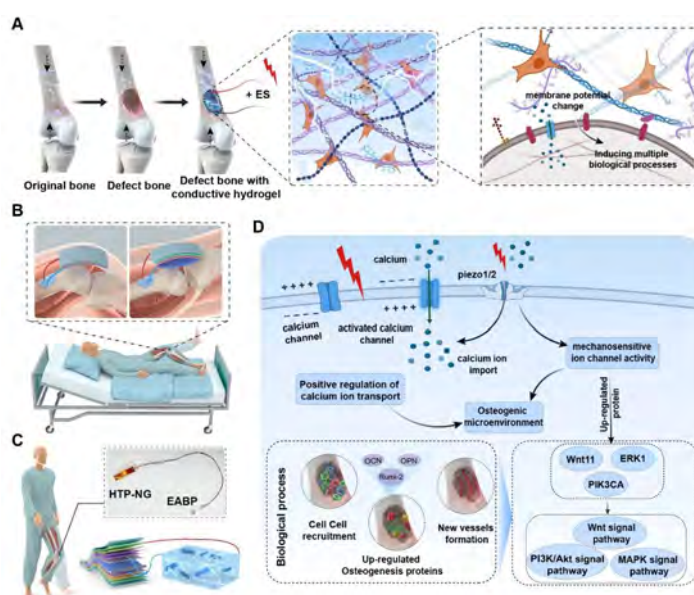 A
+ ES
Original bone
Defect bone
Defect bone with
conductive hydrogel
membrane potential
change
Inducing multiple
biological processes
B
C
HTP-NG
EABP
D
calcium
piezo1/2
++++
----
calcium
channel
----
++++
activated calcium
channel
calcium ion
import
mechanosensitive
ion channel activity
Positive regulation of
calcium ion transport
Osteogenic
microenvironment
Up-regulated
protein
Biological process
OCN
OPN
Runx-2
Cell Cell
recruitment
Up-regulated
Osteogenesis proteins
New vessels
formation
Wnt11
ERK1
PIK3CA
Wnt signal
pathway
PI3K/Akt signal
pathway
MAPK signal
pathway